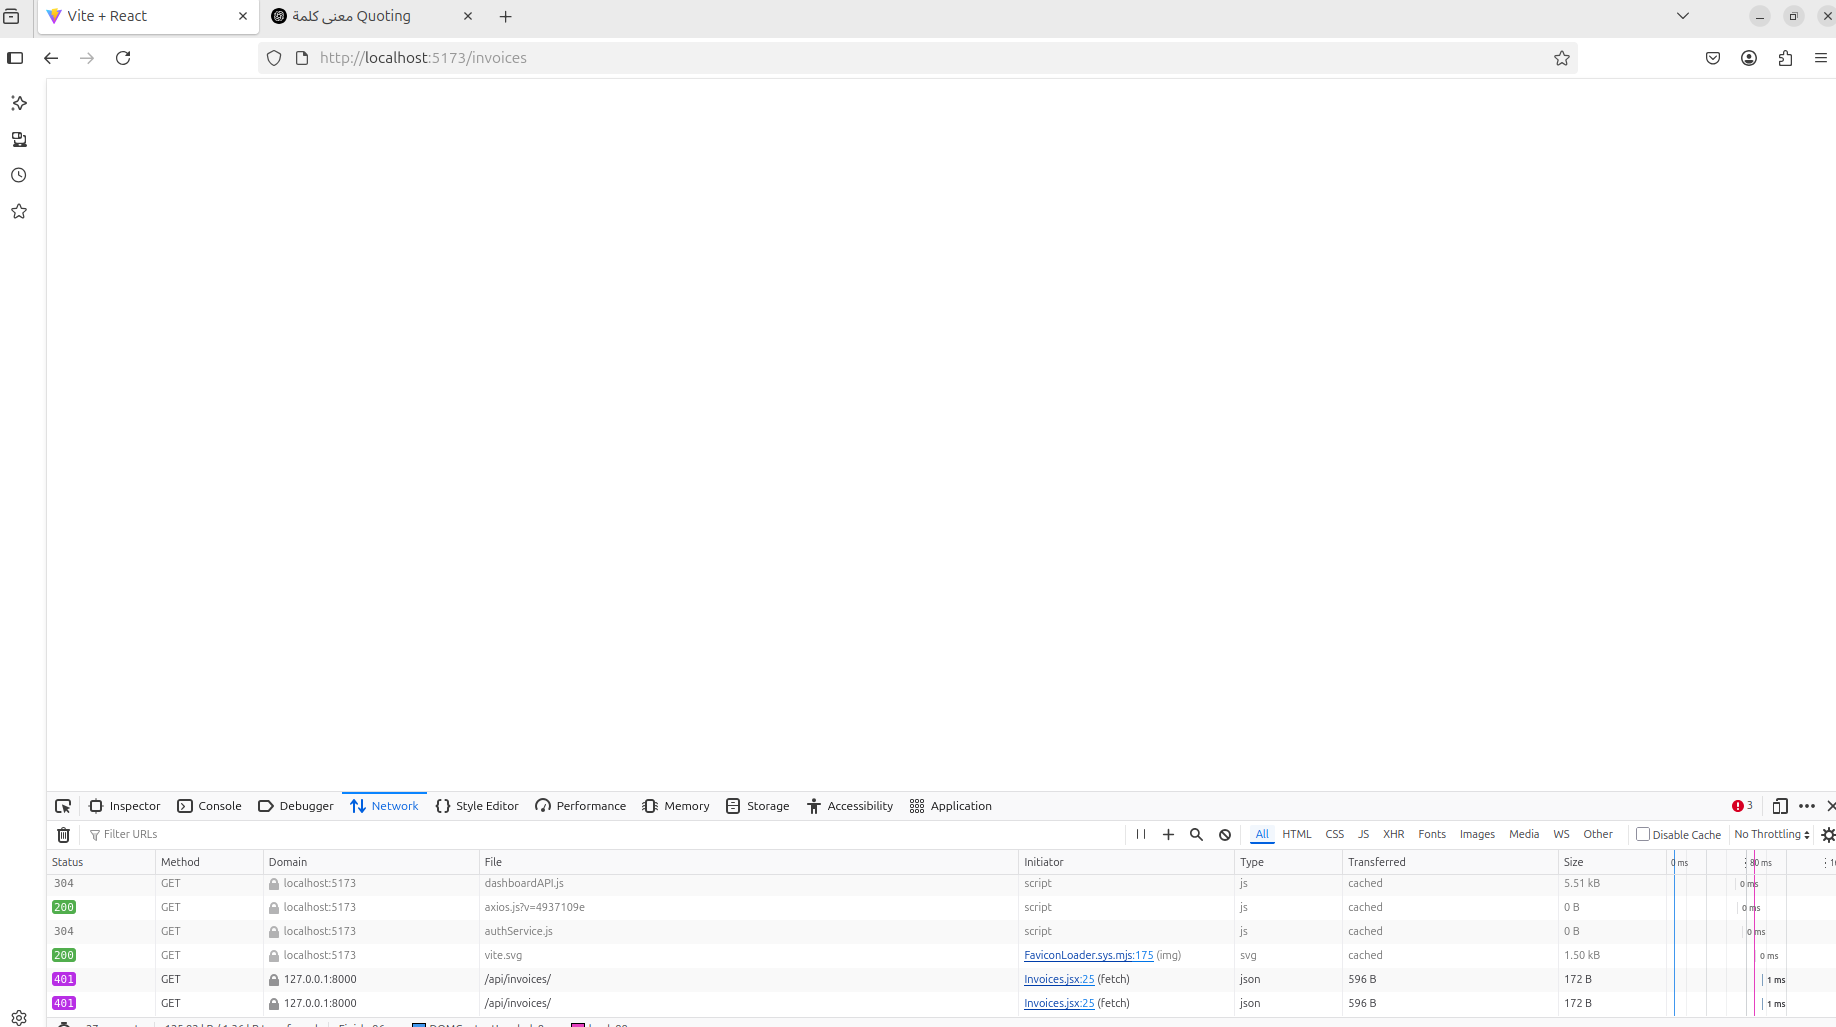 Vite + React
معنى كلمة Quoting
http://localhost:5173/invoices
Inspector Console Debugger Network Style Editor Performance Memory Storage Accessibility Application 3
Filter URLs All HTML CSS JS XHR Fonts Images Media WS Other Disable Cache No Throttling
Status Method Domain File Initiator Type Transferred Size 0 ms 80 ms
304 GET localhost:5173 dashboardAPI.js script js cached 5.51 kB 0 ms
200 GET localhost:5173 axios.js?v=4937109e script js cached 0 B 0 ms
304 GET localhost:5173 authService.js script js cached 0 B 0 ms
200 GET localhost:5173 vite.svg FaviconLoader.sys.mjs:175 (img) svg cached 1.50 kB 0 ms
401 GET 127.0.0.1:8000 /api/invoices/ Invoices.jsx:25 (fetch) json 596 B 172 B 1 ms
401 GET 127.0.0.1:8000 /api/invoices/ Invoices.jsx:25 (fetch) json 596 B 172 B 1 ms